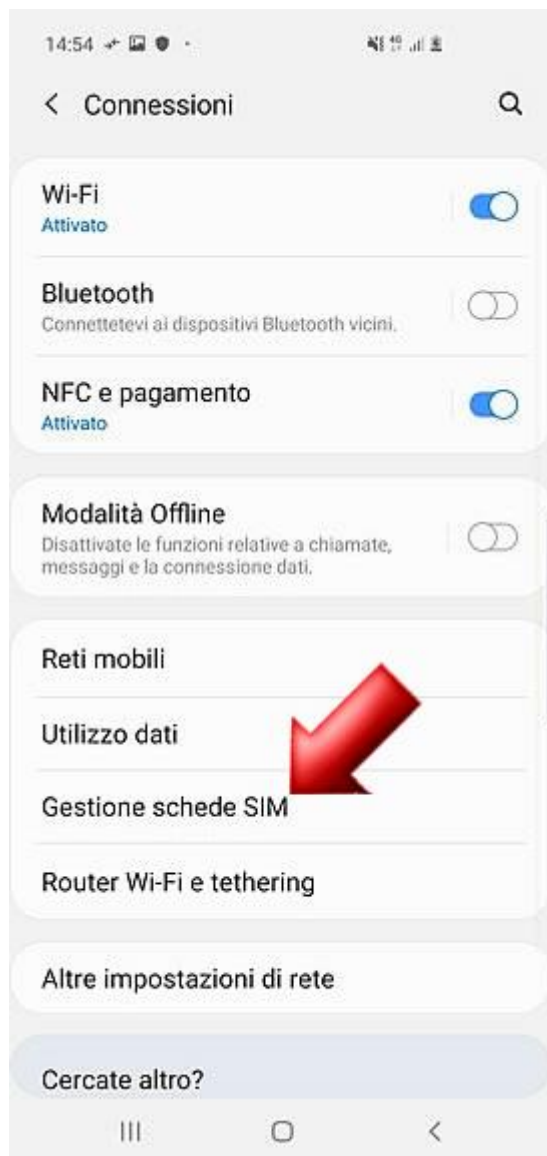 14:54
Connessioni
Wi-Fi
Attivato
Bluetooth
Connettetevi ai dispositivi Bluetooth vicini.
NFC e pagamento
Attivato
Modalità Offline
Disattivate le funzioni relative a chiamate,
messaggi e la connessione dati.
Reti mobili
Utilizzo dati
Gestione schede SIM
Router Wi-Fi e tethering
Altre impostazioni di rete
Cercate altro?